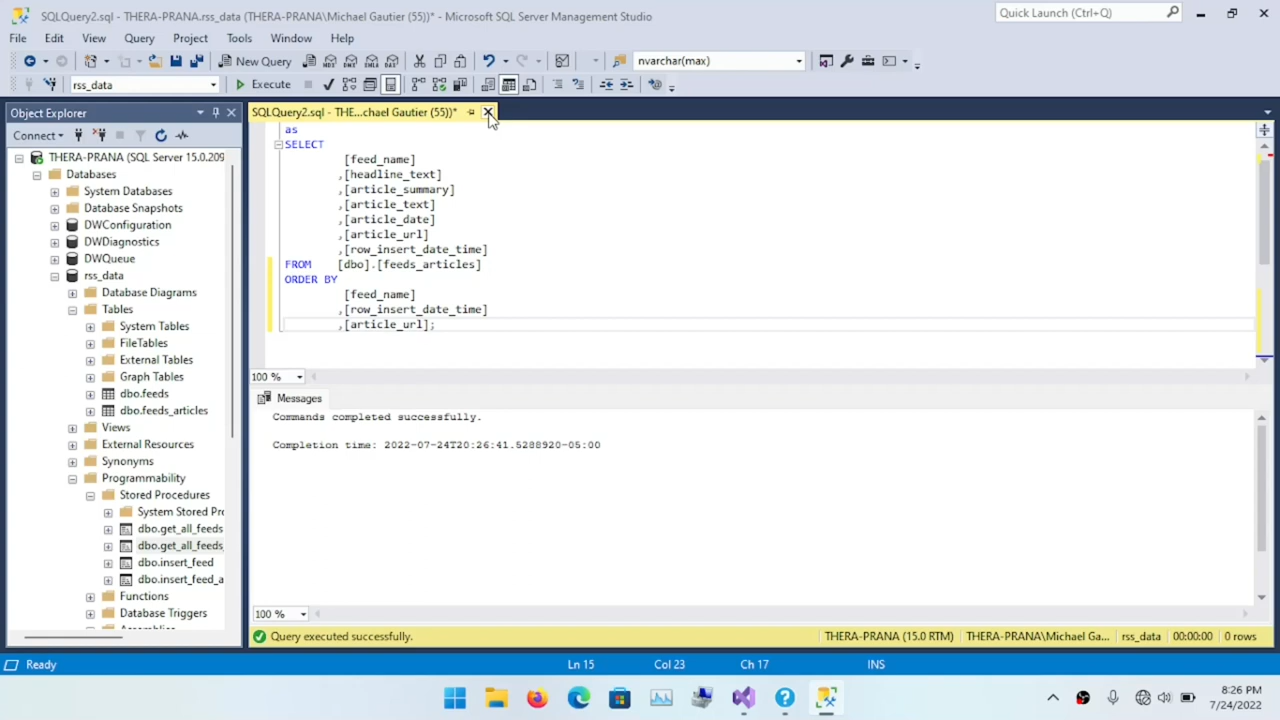 SQLQuery2.sql - THERA-PRANA.rss_data (THERA-PRANA\Michael Gautier (55))* - Microsoft SQL Server Management Studio
Quick Launch (Ctrl+Q)
File Edit View Query Project Tools Window Help
New Query
nvarchar(max)
rss_data
Execute
Object Explorer
SQLQuery2.sql - THE...chael Gautier (55))*
Connect
THERA-PRANA (SQL Server 15.0.209
Databases
System Databases
Database Snapshots
DWConfiguration
DWDiagnostics
DWQueue
rss_data
Database Diagrams
Tables
System Tables
FileTables
External Tables
Graph Tables
dbo.feeds
dbo.feeds_articles
Views
External Resources
Synonyms
Programmability
Stored Procedures
System Stored Pr
dbo.get_all_feeds
dbo.get_all_feeds_
dbo.insert_feed
dbo.insert_feed_a
Functions
Database Triggers
as
SELECT
[feed_name]
,[headline_text]
,[article_summary]
,[article_text]
,[article_date]
,[article_url]
,[row_insert_date_time]
FROM [dbo].[feeds_articles]
ORDER BY
[feed_name]
,[row_insert_date_time]
,[article_url];
100 %
Messages
Commands completed successfully.
Completion time: 2022-07-24T20:26:41.5288920-05:00
100 %
Query executed successfully.
THERA-PRANA (15.0 RTM)
THERA-PRANA\Michael Ga...
rss_data
00:00:00
0 rows
Ready
Ln 15
Col 23
Ch 17
INS
8:26 PM
7/24/2022